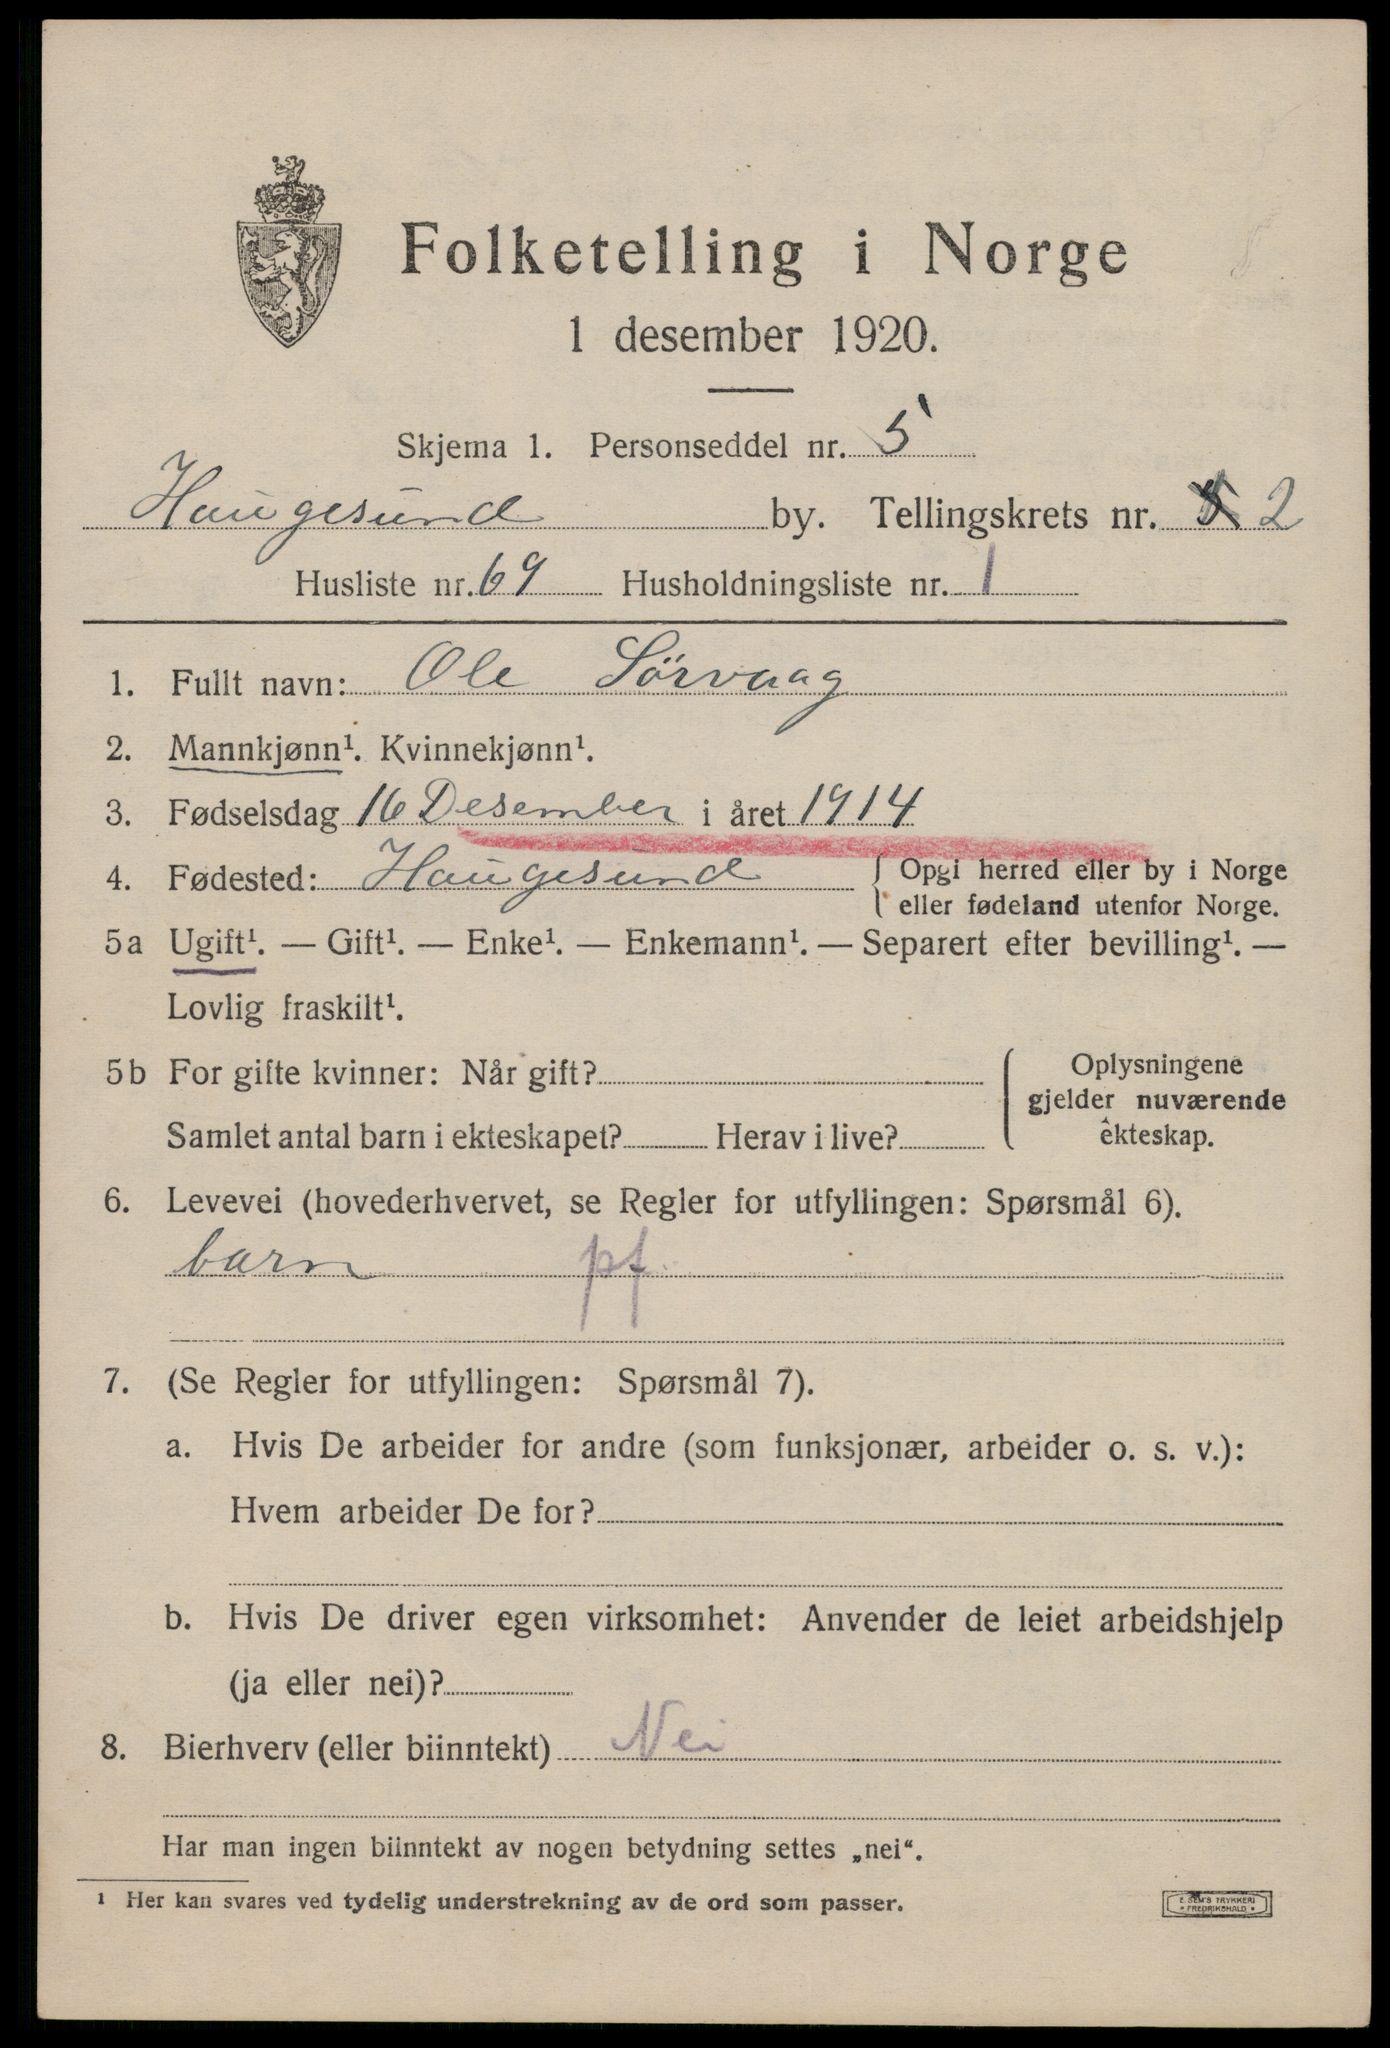 Folketelling i Norge
1 desember 1920.
Skjema 1. Personseddel nr. 5
Haugesund by. Tellingskrets nr. 2
Husliste nr. 69 Husholdningsliste nr. 1
1. Fullt navn: Ole Sörvaag
2. Mannkjønn¹. Kvinnekjønn¹.
3. Fødselsdag 16 Desember i året 1914
4. Fødested: Haugesund { Opgi herred eller by i Norge
eller fødeland utenfor Norge.
5a Ugift¹. — Gift¹. — Enke¹. — Enkemann¹. — Separert efter bevilling¹. —
Lovlig fraskilt¹.
5b For gifte kvinner: Når gift?
Samlet antal barn i ekteskapet? Herav i live?
Oplysningene
gjelder nuværende
ekteskap.
6. Levevei (hovederhvervet, se Regler for utfyllingen: Spørsmål 6).
barn pf
7. (Se Regler for utfyllingen: Spørsmål 7).
a. Hvis De arbeider for andre (som funksjonær, arbeider o. s. v.):
Hvem arbeider De for?
b. Hvis De driver egen virksomhet: Anvender de leiet arbeidshjelp
(ja eller nei)?
8. Bierhverv (eller biinntekt) Nei
Har man ingen biinntekt av nogen betydning settes „nei“.
¹ Her kan svares ved tydelig understrekning av de ord som passer.
E. SEM'S TRYKKERI
FREDRIKSHALD